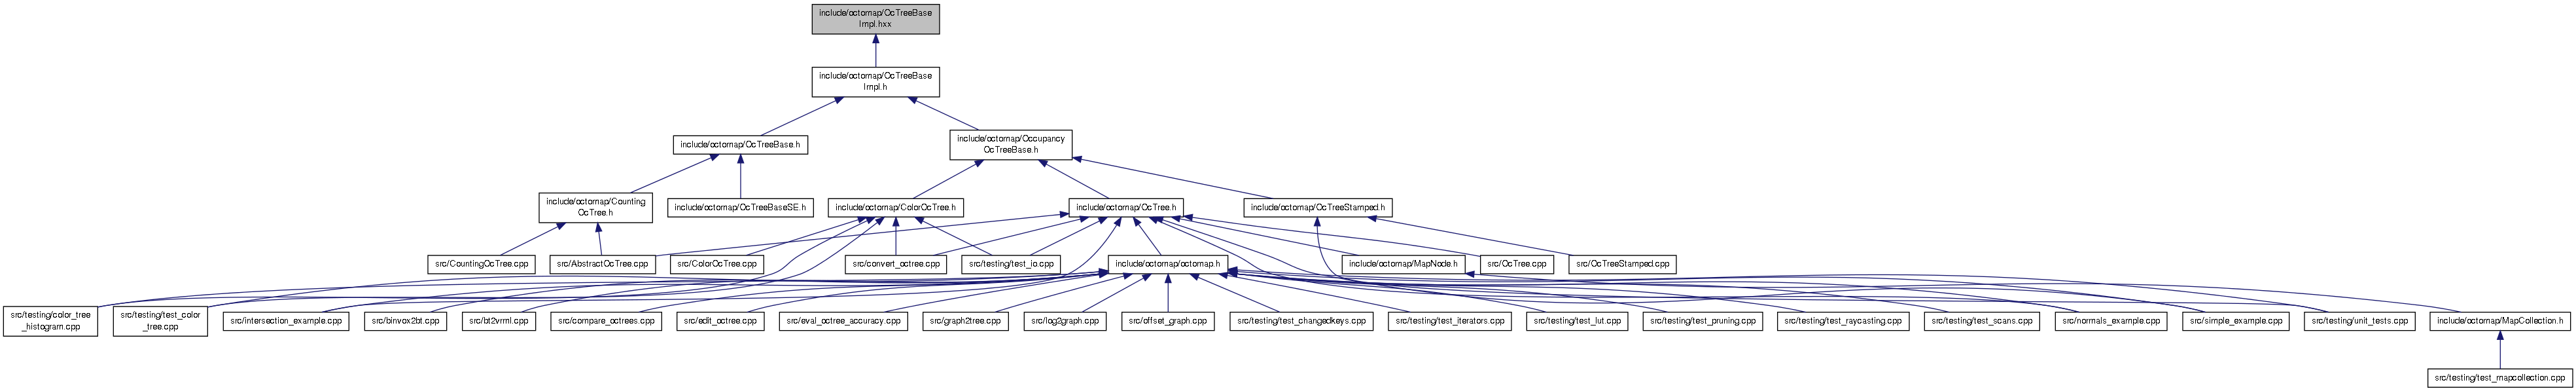 include/octomap/OcTreeBase
Impl.hxx
include/octomap/OcTreeBase
Impl.h
include/octomap/OcTreeBase.h
include/octomap/Occupancy
OcTreeBase.h
include/octomap/Counting
OcTree.h
include/octomap/OcTreeBaseSE.h
include/octomap/ColorOcTree.h
include/octomap/OcTree.h
include/octomap/OcTreeStamped.h
src/CountingOcTree.cpp
src/AbstractOcTree.cpp
src/ColorOcTree.cpp
src/convert_octree.cpp
src/testing/test_io.cpp
include/octomap/octomap.h
include/octomap/MapNode.h
src/OcTree.cpp
src/OcTreeStamped.cpp
src/testing/color_tree
_histogram.cpp
src/testing/test_color
_tree.cpp
src/intersection_example.cpp
src/binvox2bt.cpp
src/bt2vrml.cpp
src/compare_octrees.cpp
src/edit_octree.cpp
src/eval_octree_accuracy.cpp
src/graph2tree.cpp
src/log2graph.cpp
src/offset_graph.cpp
src/testing/test_changedkeys.cpp
src/testing/test_iterators.cpp
src/testing/test_lut.cpp
src/testing/test_pruning.cpp
src/testing/test_raycasting.cpp
src/testing/test_scans.cpp
src/normals_example.cpp
src/simple_example.cpp
src/testing/unit_tests.cpp
include/octomap/MapCollection.h
src/testing/test_mapcollection.cpp